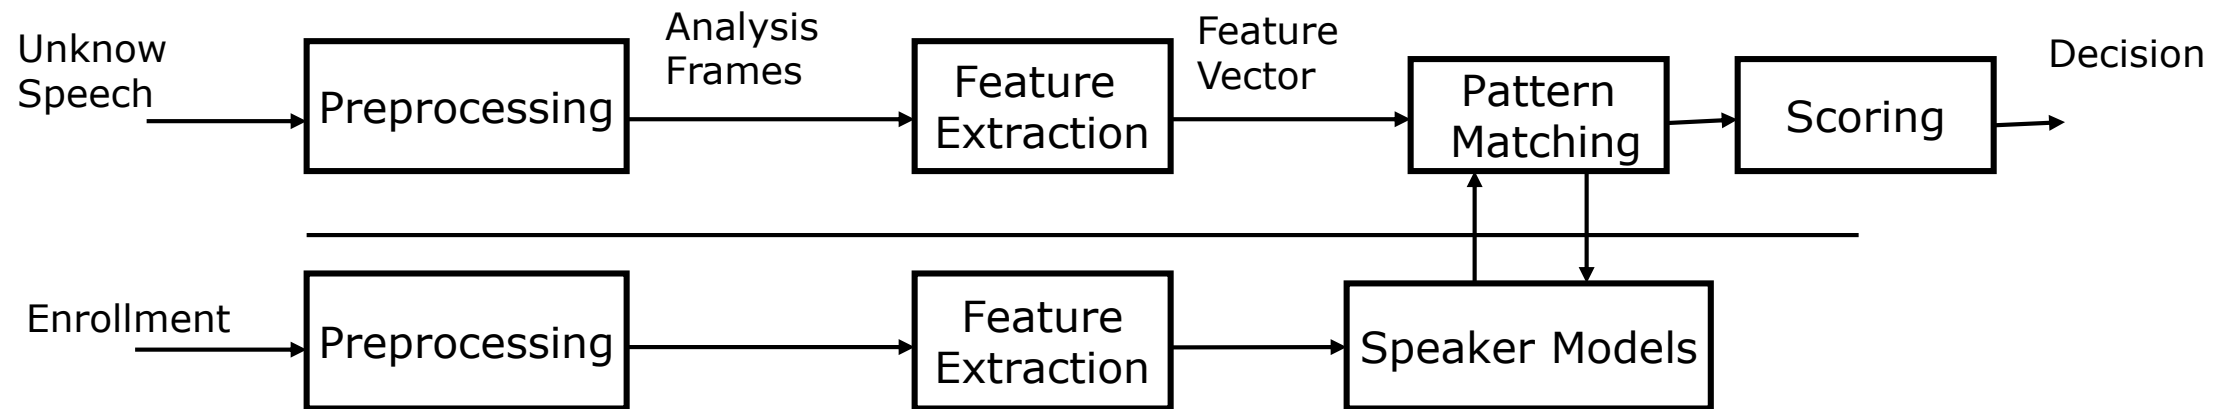 Unknow
Speech
Preprocessing
Analysis
Frames
Feature
Extraction
Feature
Vector
Pattern
Matching
Scoring
Decision
Enrollment
Preprocessing
Feature
Extraction
Speaker Models